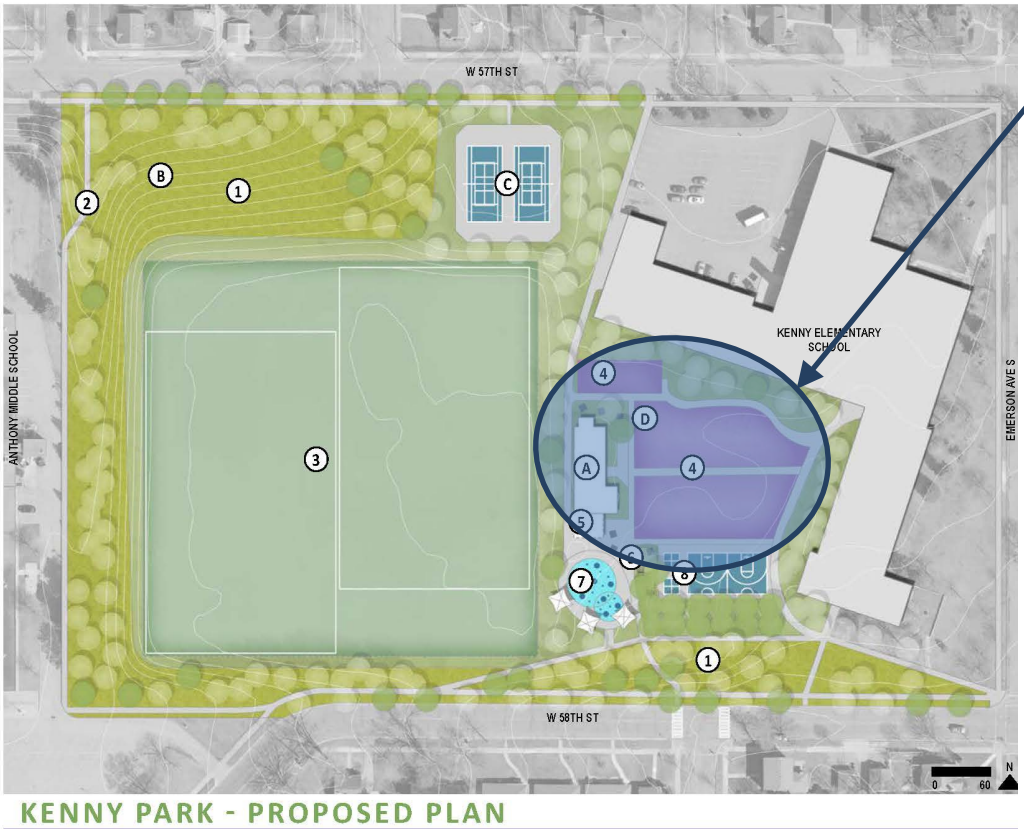 W 57TH ST
B
1
2
C
KENNY ELEMENTARY
SCHOOL
ANTHONY MIDDLE SCHOOL
EMERSON AVE S
4
D
3
A
4
5
6
7
8
1
W 58TH ST
N
0 60
KENNY PARK - PROPOSED PLAN